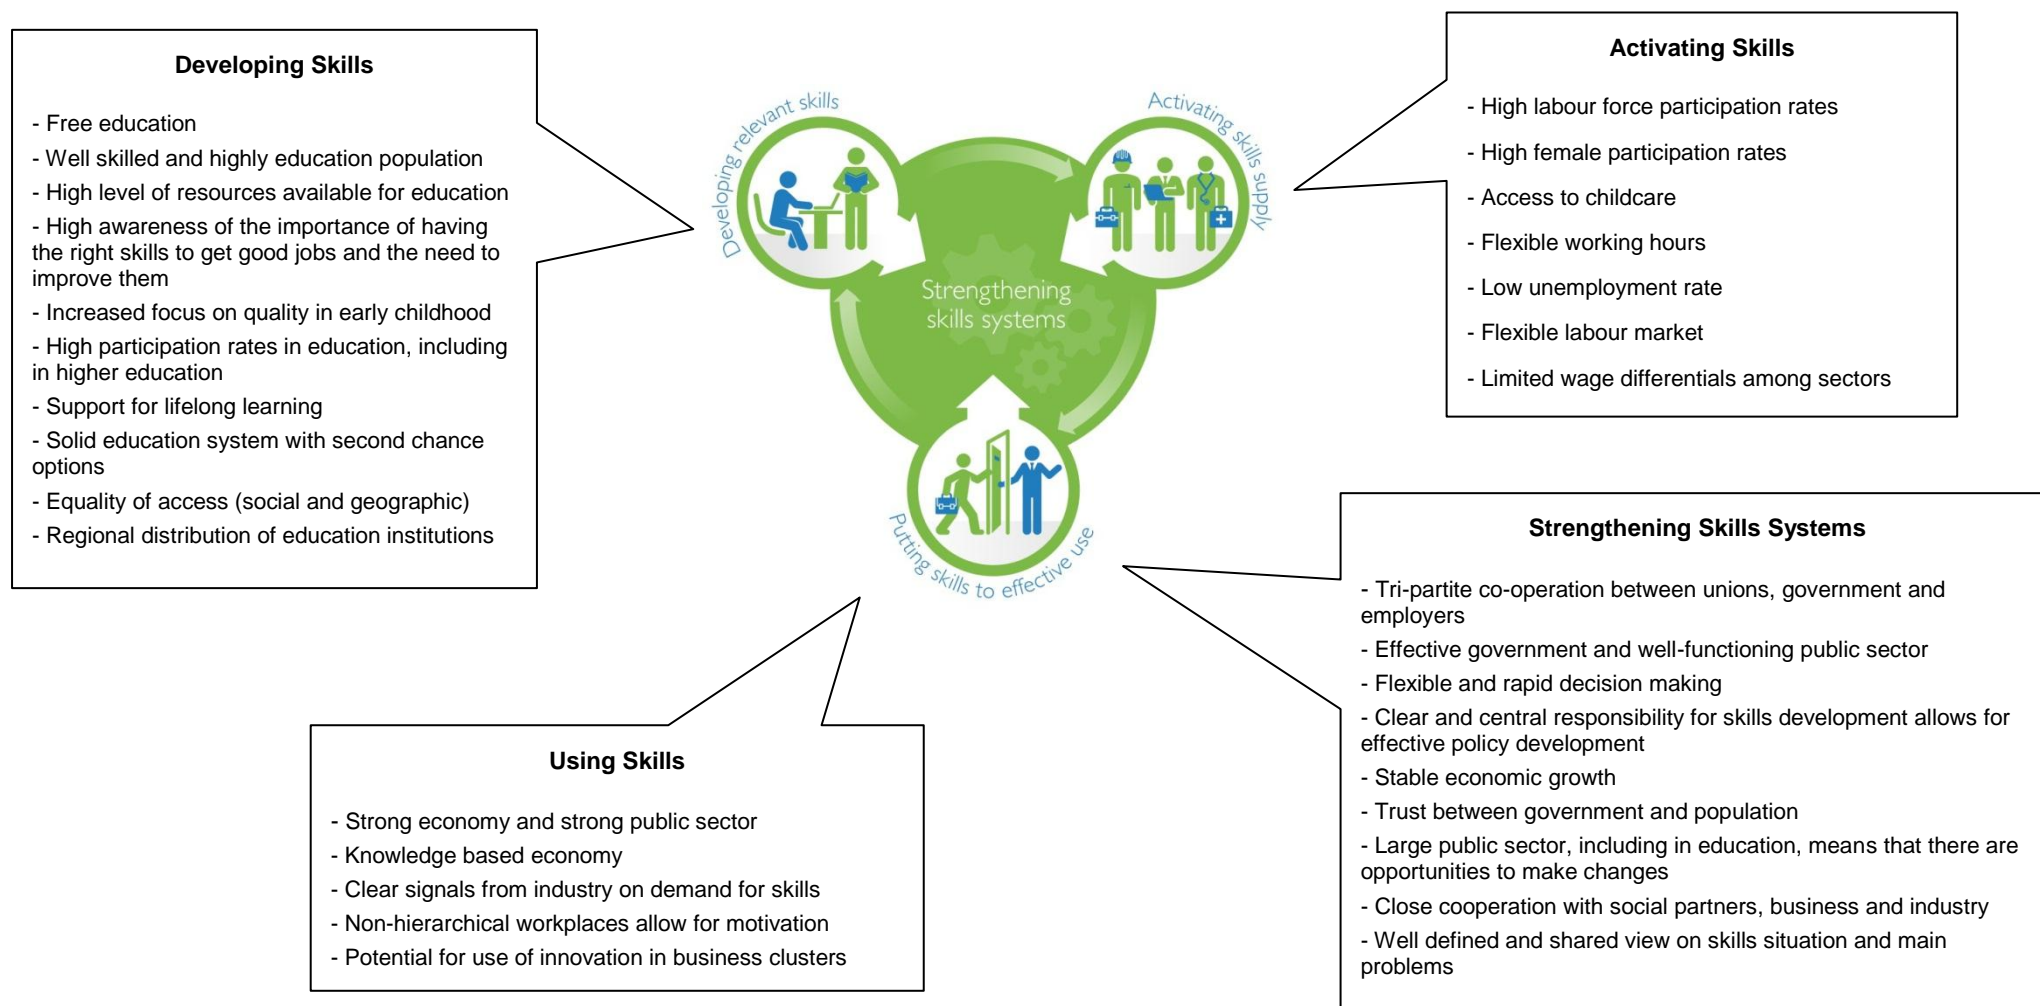 Developing Skills
- Free education
- Well skilled and highly education population
- High level of resources available for education
- High awareness of the importance of having
the right skills to get good jobs and the need to
improve them
- Increased focus on quality in early childhood
- High participation rates in education, including
in higher education
- Support for lifelong learning
- Solid education system with second chance
options
- Equality of access (social and geographic)
- Regional distribution of education institutions
Developing relevant skills
Activating skills supply
Strengthening
skills systems
Putting skills to effective use
Activating Skills
- High labour force participation rates
- High female participation rates
- Access to childcare
- Flexible working hours
- Low unemployment rate
- Flexible labour market
- Limited wage differentials among sectors
Using Skills
- Strong economy and strong public sector
- Knowledge based economy
- Clear signals from industry on demand for skills
- Non-hierarchical workplaces allow for motivation
- Potential for use of innovation in business clusters
Strengthening Skills Systems
- Tri-partite co-operation between unions, government and
employers
- Effective government and well-functioning public sector
- Flexible and rapid decision making
- Clear and central responsibility for skills development allows for
effective policy development
- Stable economic growth
- Trust between government and population
- Large public sector, including in education, means that there are
opportunities to make changes
- Close cooperation with social partners, business and industry
- Well defined and shared view on skills situation and main
problems